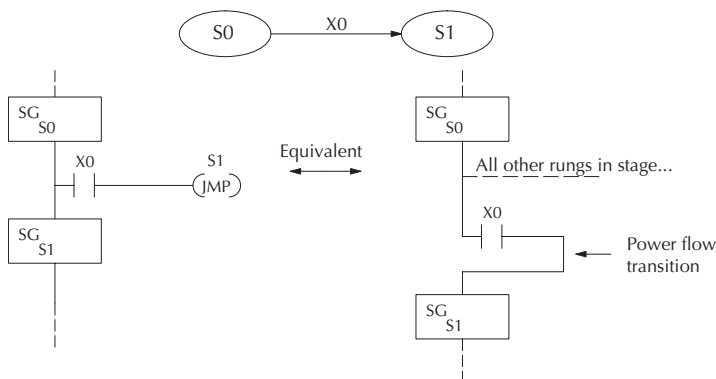 S0
X0
S1
SG
S0
X0
S1
JMP
SG
S1
Equivalent
SG
S0
All other rungs in stage...
X0
Power flow
transition
SG
S1